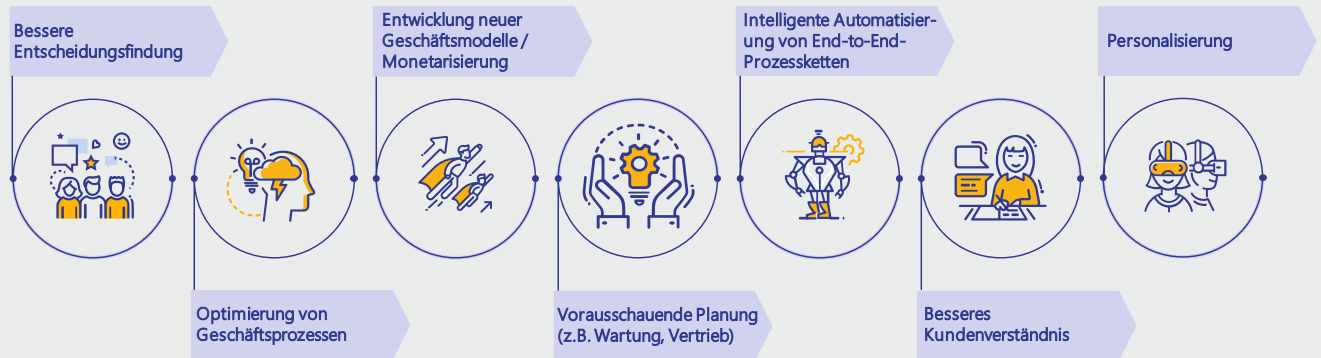 Bessere
Entscheidungsfindung
Optimierung von
Geschäftsprozessen
Entwicklung neuer
Geschäftsmodelle /
Monetarisierung
Vorausschauende Planung
(z.B. Wartung, Vertrieb)
Intelligente Automatisier-
ung von End-to-End-
Prozessketten
Besseres
Kundenverständnis
Personalisierung